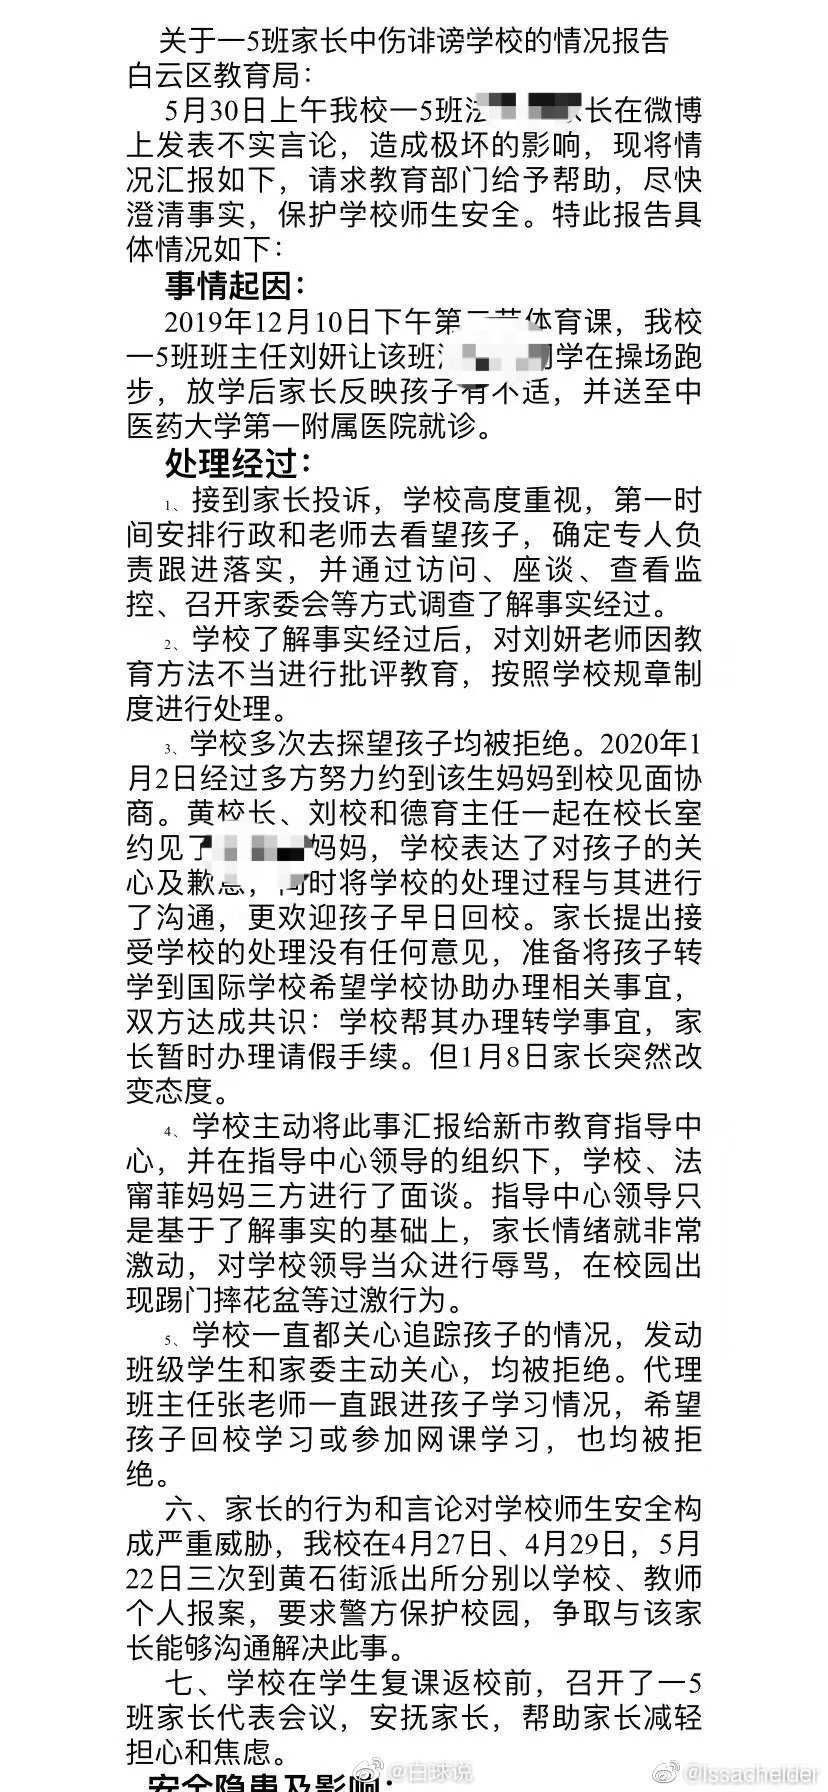 关于一5班家长中伤诽谤学校的情况报告
白云区教育局：
5月30日上午我校一5班法 长在微博
上发表不实言论，造成极坏的影响，现将情
况汇报如下，请求教育部门给予帮助，尽快
澄清事实，保护学校师生安全。特此报告具
体情况如下：
事情起因：
2019年12月10日下午第二节体育课，我校
一5班班主任刘妍让该班 同学在操场跑
步，放学后家长反映孩子有不适，并送至中
医药大学第一附属医院就诊。
处理经过：
1、接到家长投诉，学校高度重视，第一时
间安排行政和老师去看望孩子，确定专人负
责跟进落实，并通过访问、座谈、查看监
控、召开家委会等方式调查了解事实经过。
2、学校了解事实经过后，对刘妍老师因教
育方法不当进行批评教育，按照学校规章制
度进行处理。
3、学校多次去探望孩子均被拒绝。2020年1
月2日经过多方努力约到该生妈妈到校见面协
商。黄校长、刘校和德育主任一起在校长室
约见了 妈妈，学校表达了对孩子的关
心及歉意，同时将学校的处理过程与其进行
了沟通，更欢迎孩子早日回校。家长提出接
受学校的处理没有任何意见，准备将孩子转
学到国际学校希望学校协助办理相关事宜，
双方达成共识：学校帮其办理转学事宜，家
长暂时办理请假手续。但1月8日家长突然改
变态度。
4、学校主动将此事汇报给新市教育指导中
心，并在指导中心领导的组织下，学校、法
甯菲妈妈三方进行了面谈。指导中心领导只
是基于了解事实的基础上，家长情绪就非常
激动，对学校领导当众进行辱骂，在校园出
现踢门摔花盆等过激行为。
5、学校一直都关心追踪孩子的情况，发动
班级学生和家委主动关心，均被拒绝。代理
班主任张老师一直跟进孩子学习情况，希望
孩子回校学习或参加网课学习，也均被拒
绝。
六、家长的行为和言论对学校师生安全构
成严重威胁，我校在4月27日、4月29日，5月
22日三次到黄石街派出所分别以学校、教师
个人报案，要求警方保护校园，争取与该家
长能够沟通解决此事。
七、学校在学生复课返校前，召开了一5
班家长代表会议，安抚家长，帮助家长减轻
担心和焦虑。
安全隐患及影响：
@白球说
@Issachelder